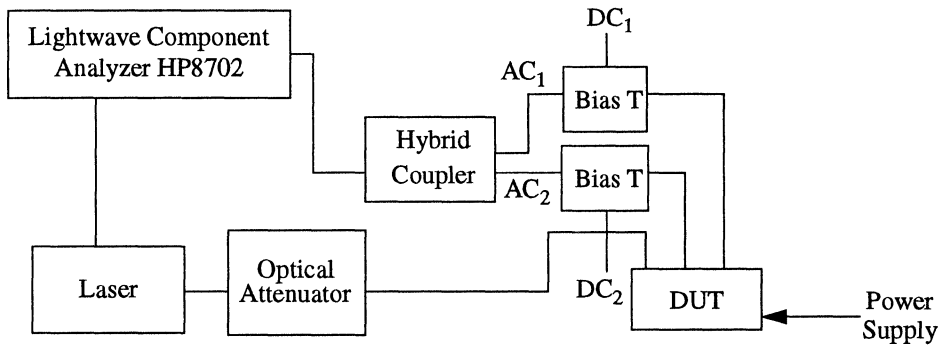 Lightwave Component
Analyzer HP8702
DC₁
AC₁
Bias T
Hybrid
Coupler
AC₂
Bias T
DC₂
Laser
Optical
Attenuator
DUT
Power
Supply